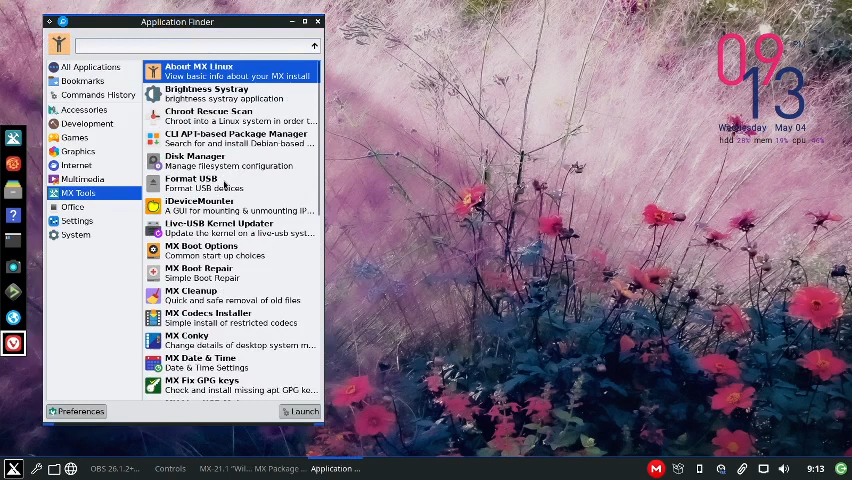 Application Finder
All Applications
Bookmarks
Commands History
Accessories
Development
Games
Graphics
Internet
Multimedia
MX Tools
Office
Settings
System
About MX Linux
View basic info about your MX install
Brightness Systray
brightness systray application
Chroot Rescue Scan
Chroot into a Linux system in order t...
CLI APT-based Package Manager
Search for and install Debian-based ...
Disk Manager
Manage filesystem configuration
Format USB
Format USB devices
iDeviceMounter
A GUI for mounting & unmounting IP...
Live-USB Kernel Updater
Update the kernel on a live-usb syst...
MX Boot Options
Common start up choices
MX Boot Repair
Simple Boot Repair
MX Cleanup
Quick and safe removal of old files
MX Codecs Installer
Simple install of restricted codecs
MX Conky
Change details of desktop system m...
MX Date & Time
Date & Time Settings
MX Fix GPG keys
Check and install missing apt GPG ke...
Preferences
Launch
09
13
Wednesday May 04
hdd 28% mem 19% cpu 46%
OBS 26.1.2+... Controls MX-21.1 "Wil... MX Package ... Application ... M 9:13